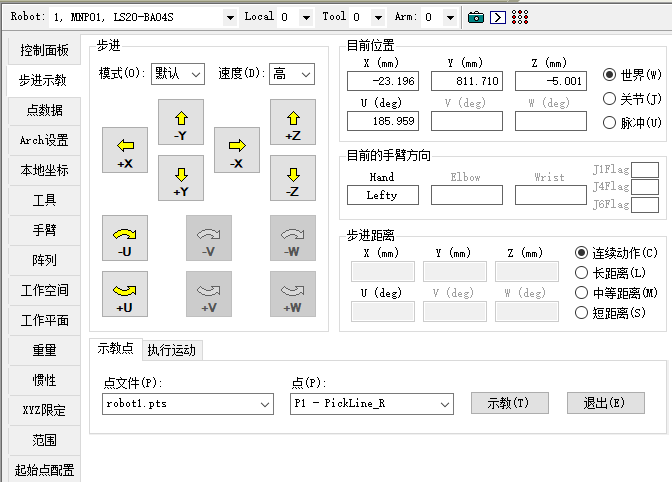 Robot: 1, MNP01, LS20-BA04S Local 0 Tool 0 Arm: 0
控制面板
步进示教
点数据
Arch设置
本地坐标
工具
手臂
阵列
工作空间
工作平面
重量
惯性
XYZ限定
范围
起始点配置
步进
模式(O): 默认 速度(D): 高
+X
-Y
+Y
-X
+Z
-Z
-U
-V
-W
+U
+V
+W
目前位置
X (mm) Y (mm) Z (mm)
-23.196 811.710 -5.001
U (deg) V (deg) W (deg)
185.959
世界(W)
关节(J)
脉冲(U)
目前的手臂方向
Hand Elbow Wrist
Lefty
J1Flag
J4Flag
J6Flag
步进距离
X (mm) Y (mm) Z (mm)
U (deg) V (deg) W (deg)
连续动作(C)
长距离(L)
中等距离(M)
短距离(S)
示教点 执行运动
点文件(P): 点(P):
robot1.pts P1 - PickLine_R 示教(T) 退出(E)